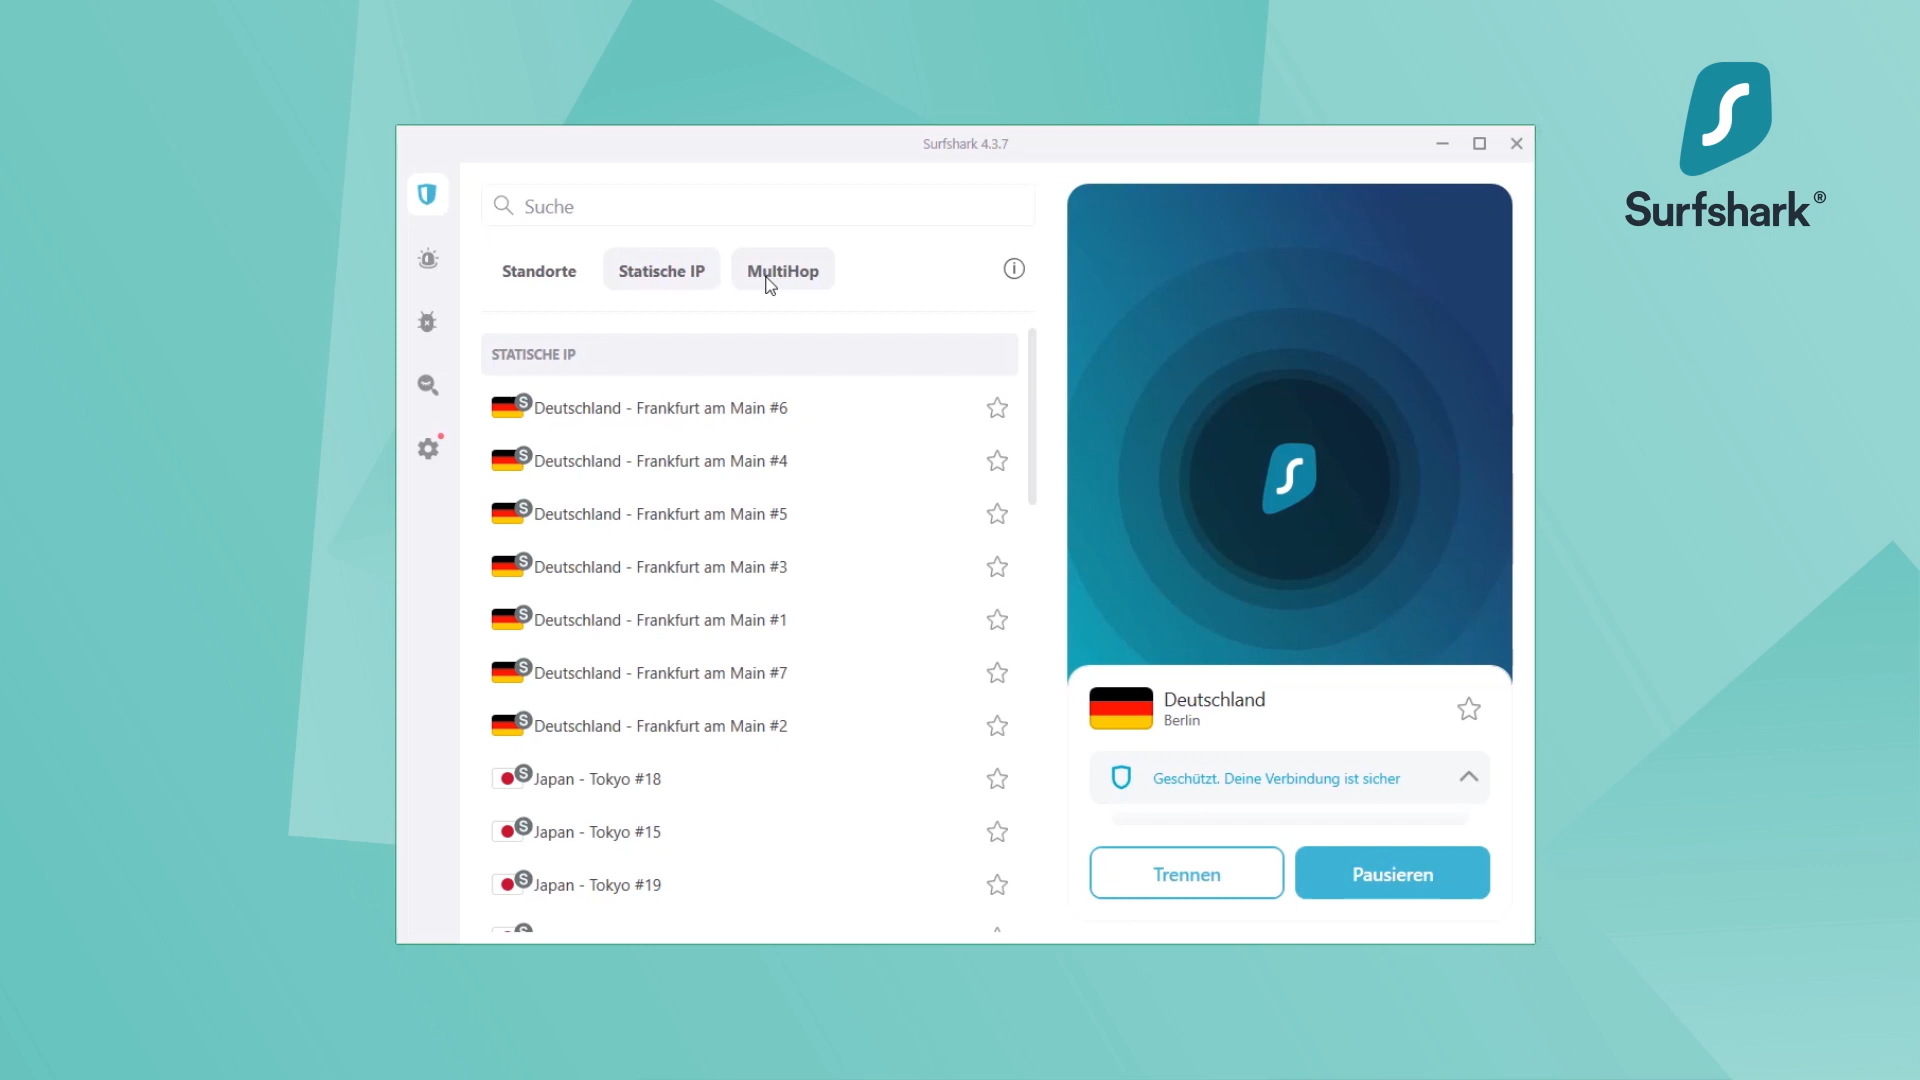 Surfshark 4.3.7
Surfshark®
Suche
Standorte
Statische IP
MultiHop
STATISCHE IP
S Deutschland - Frankfurt am Main #6
S Deutschland - Frankfurt am Main #4
S Deutschland - Frankfurt am Main #5
S Deutschland - Frankfurt am Main #3
S Deutschland - Frankfurt am Main #1
S Deutschland - Frankfurt am Main #7
S Deutschland - Frankfurt am Main #2
S Japan - Tokyo #18
S Japan - Tokyo #15
S Japan - Tokyo #19
Deutschland
Berlin
Geschützt. Deine Verbindung ist sicher
Trennen
Pausieren